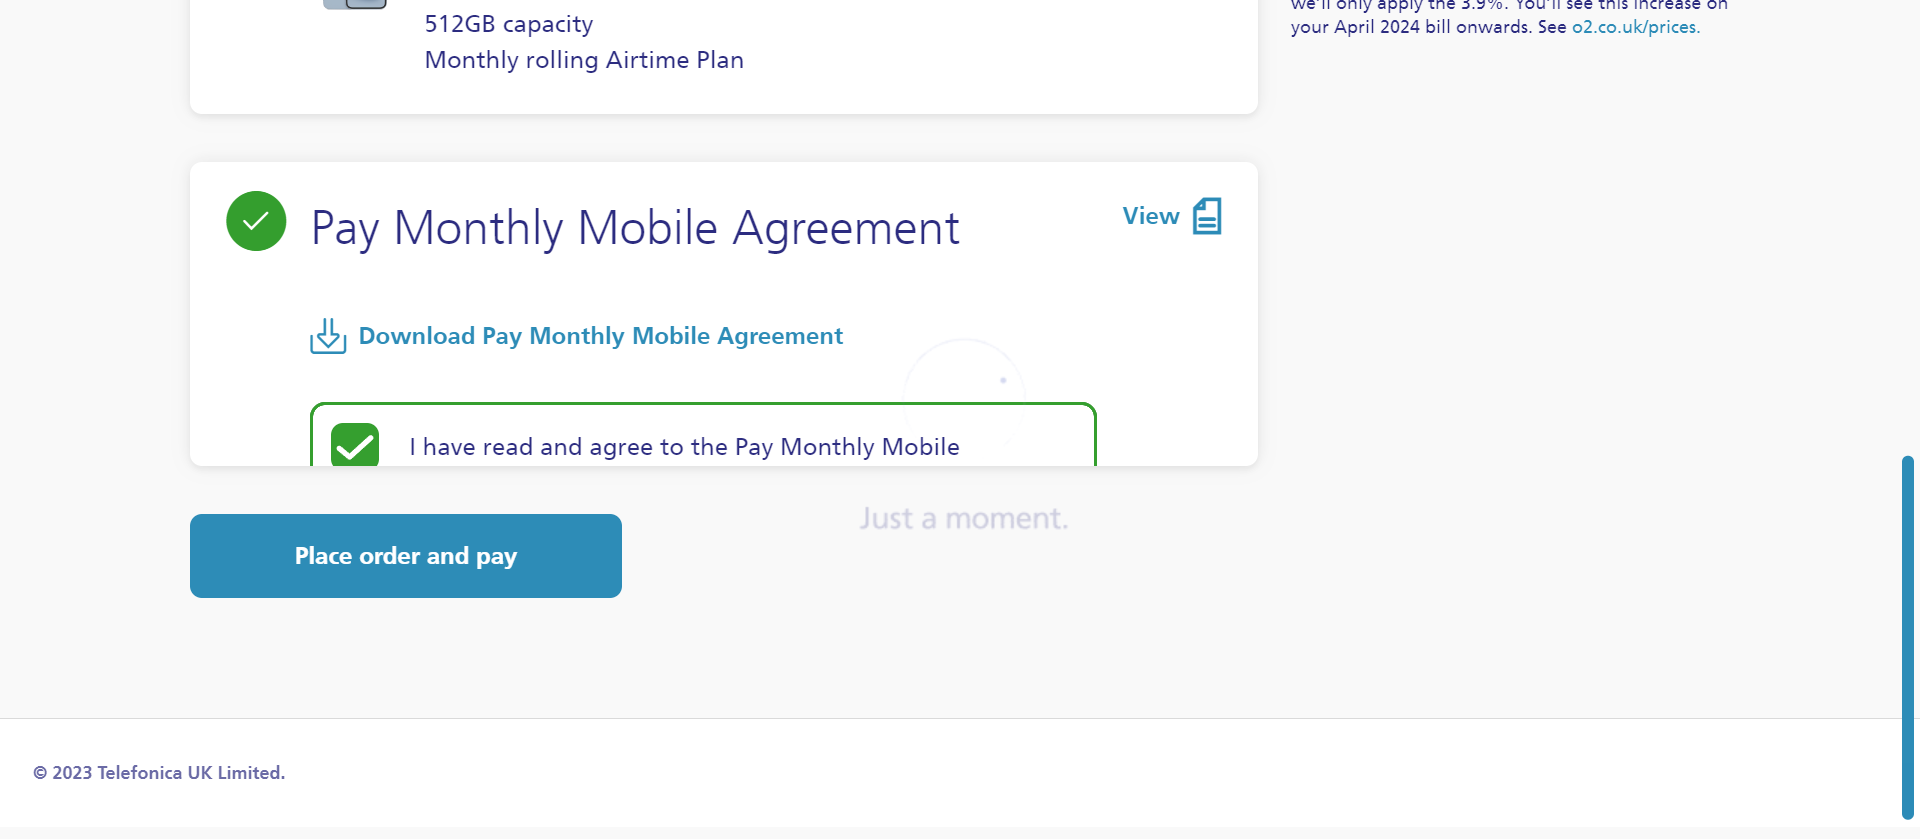 512GB capacity
Monthly rolling Airtime Plan
we'll only apply the 3.9%. You'll see this increase on
your April 2024 bill onwards. See o2.co.uk/prices.
Pay Monthly Mobile Agreement
View
Download Pay Monthly Mobile Agreement
I have read and agree to the Pay Monthly Mobile
Just a moment.
Place order and pay
© 2023 Telefonica UK Limited.